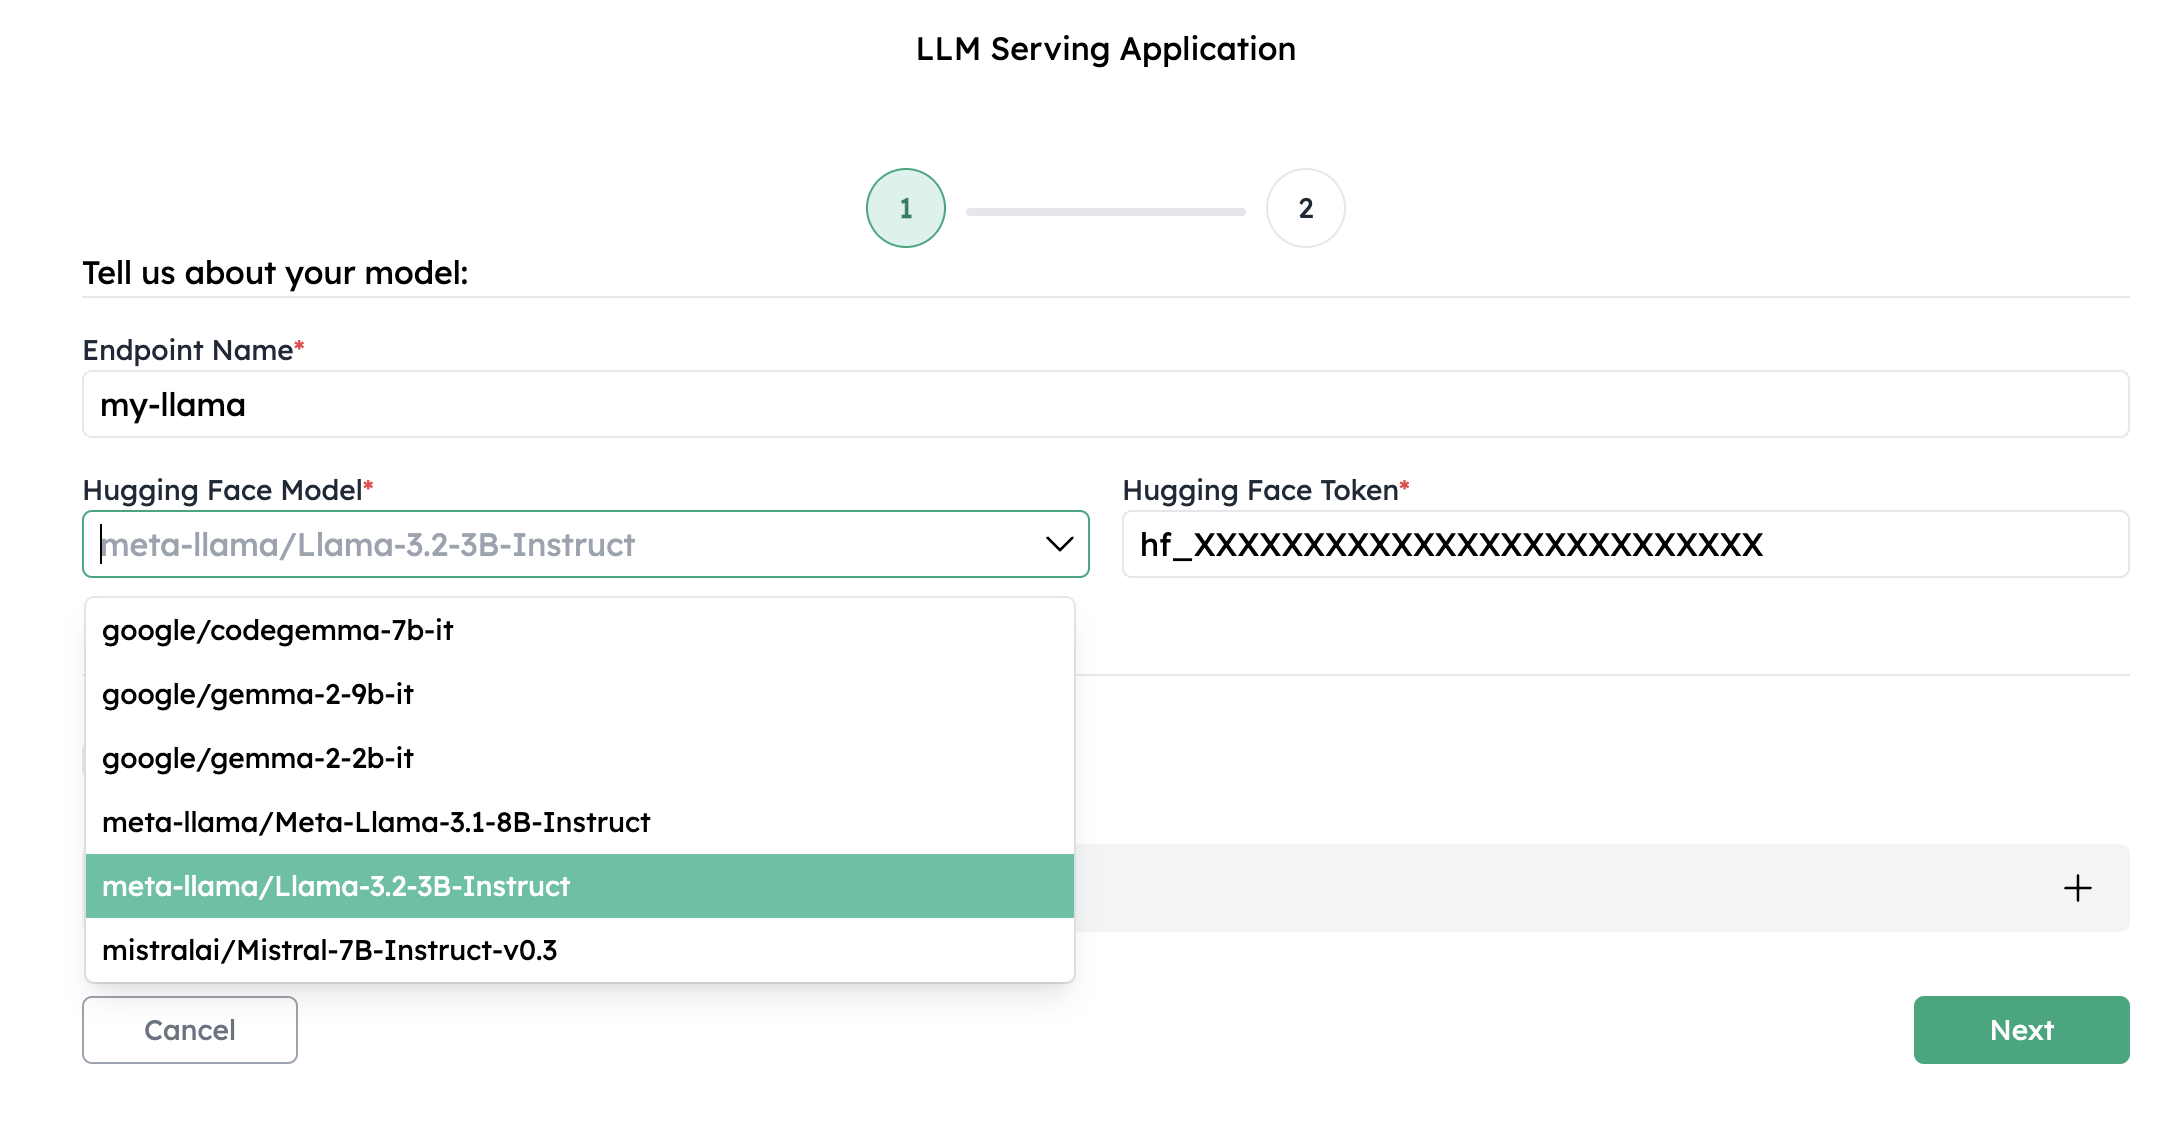 LLM Serving Application
1
2
Tell us about your model:
Endpoint Name*
my-llama
Hugging Face Model*
meta-llama/Llama-3.2-3B-Instruct
Hugging Face Token*
hf_XXXXXXXXXXXXXXXXXXXXXXXXXX
google/codegemma-7b-it
google/gemma-2-9b-it
google/gemma-2-2b-it
meta-llama/Meta-Llama-3.1-8B-Instruct
meta-llama/Llama-3.2-3B-Instruct
mistralai/Mistral-7B-Instruct-v0.3
Cancel
Next